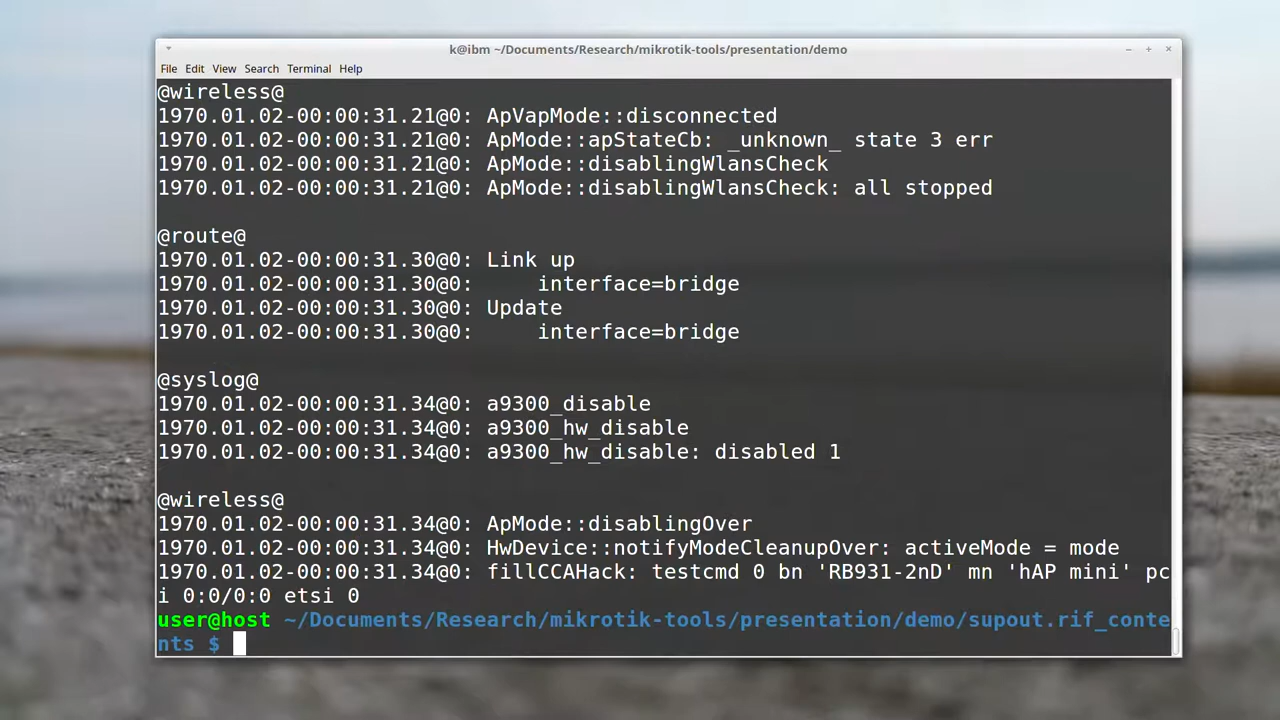 k@ibm ~/Documents/Research/mikrotik-tools/presentation/demo
File Edit View Search Terminal Help
@wireless@
1970.01.02-00:00:31.21@0: ApVapMode::disconnected
1970.01.02-00:00:31.21@0: ApMode::apStateCb: _unknown_ state 3 err
1970.01.02-00:00:31.21@0: ApMode::disablingWlansCheck
1970.01.02-00:00:31.21@0: ApMode::disablingWlansCheck: all stopped
@route@
1970.01.02-00:00:31.30@0: Link up
1970.01.02-00:00:31.30@0:     interface=bridge
1970.01.02-00:00:31.30@0: Update
1970.01.02-00:00:31.30@0:     interface=bridge
@syslog@
1970.01.02-00:00:31.34@0: a9300_disable
1970.01.02-00:00:31.34@0: a9300_hw_disable
1970.01.02-00:00:31.34@0: a9300_hw_disable: disabled 1
@wireless@
1970.01.02-00:00:31.34@0: ApMode::disablingOver
1970.01.02-00:00:31.34@0: HwDevice::notifyModeCleanupOver: activeMode = mode
1970.01.02-00:00:31.34@0: fillCCAHack: testcmd 0 bn 'RB931-2nD' mn 'hAP mini' pc
i 0:0/0:0 etsi 0
user@host ~/Documents/Research/mikrotik-tools/presentation/demo/supout.rif_conte
nts $